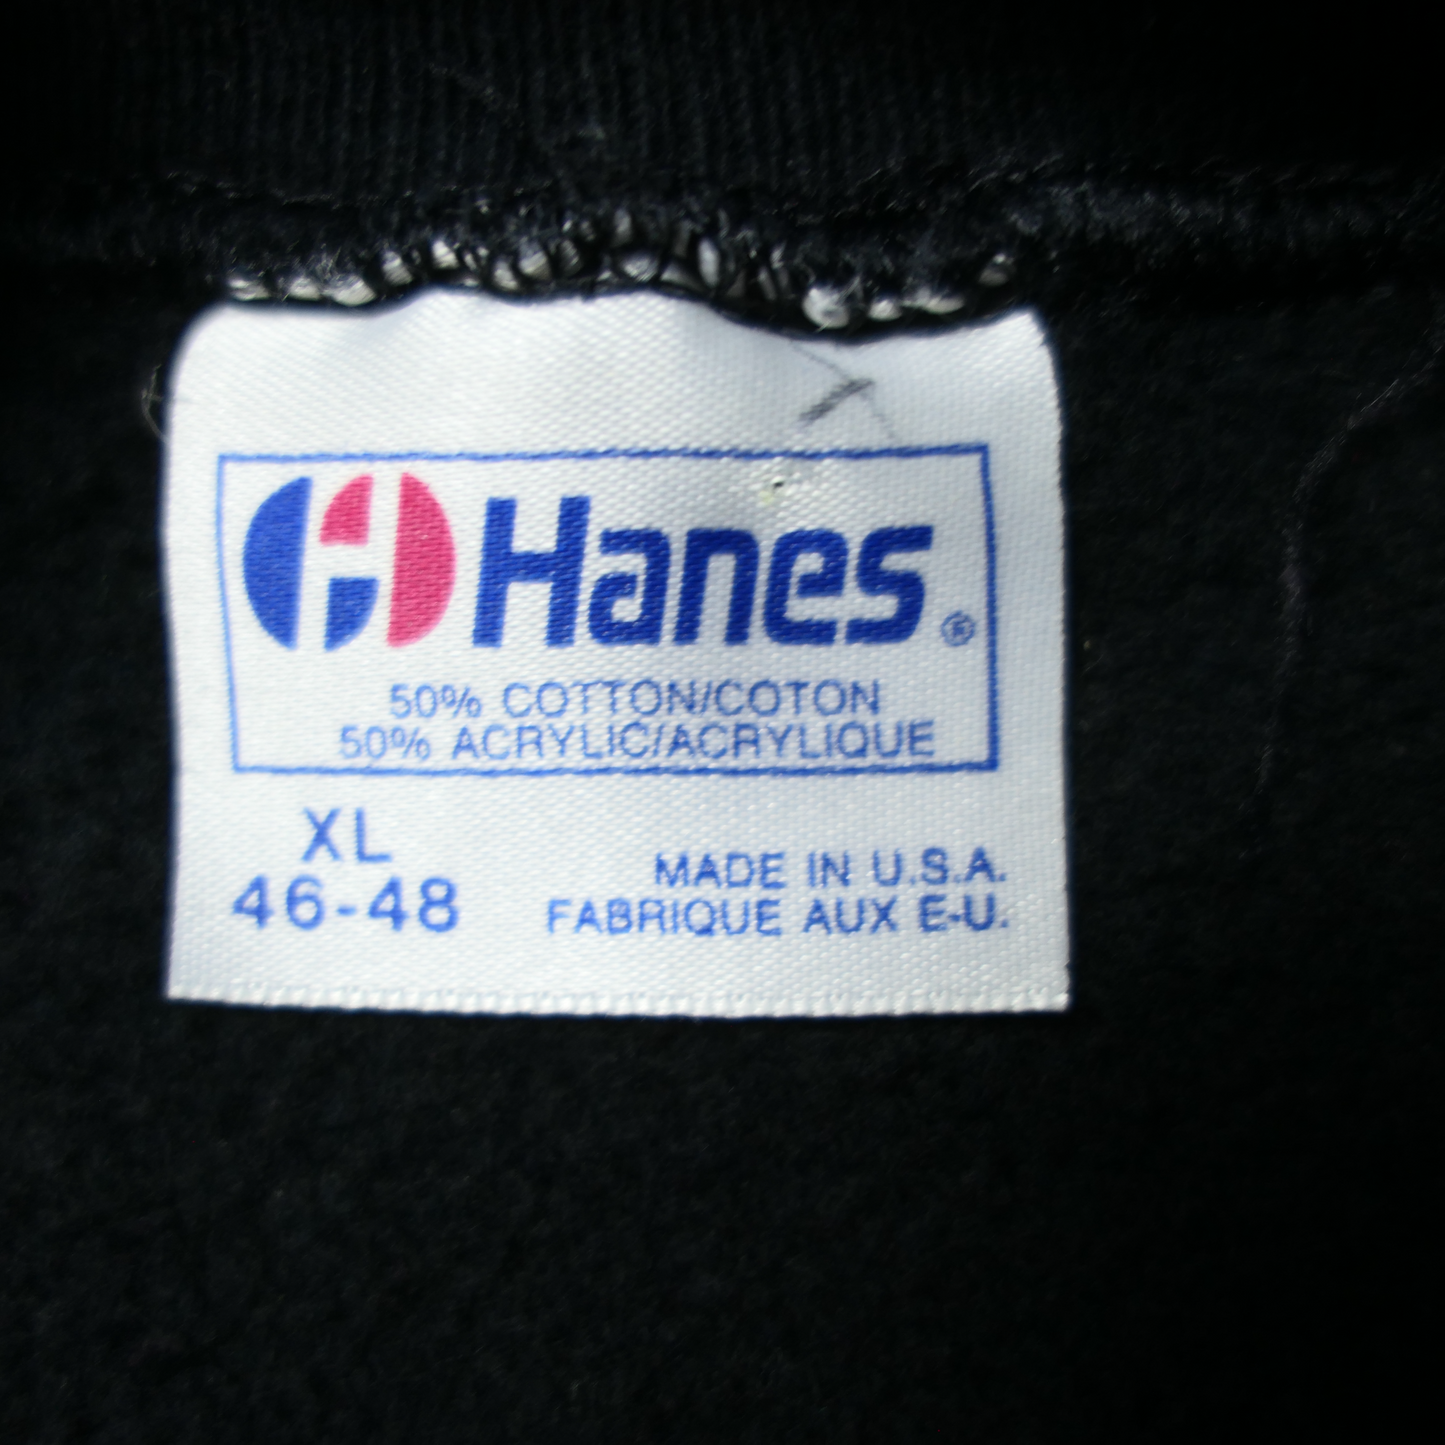 Hanes®
50% COTTON/COTON
50% ACRYLIC/ACRYLIQUE
XL
46-48
MADE IN U.S.A.
FABRIQUE AUX E-U.